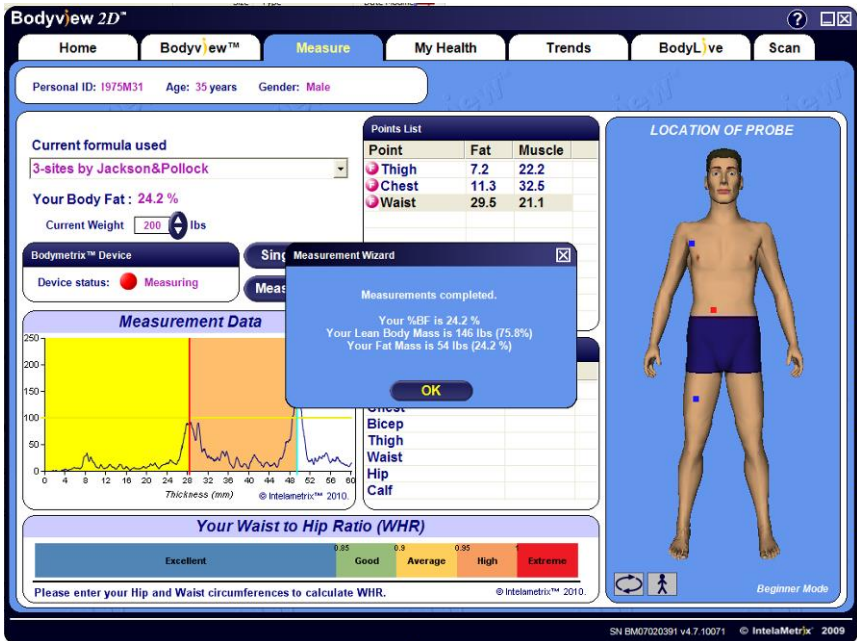 Bodyview 2D™
Home Bodyview™ Measure My Health Trends BodyLive Scan
Personal ID: I975M31 Age: 35 years Gender: Male
Current formula used
3-sites by Jackson&Pollock
Your Body Fat : 24.2 %
Current Weight 200 lbs
Bodymetrix™ Device
Device status: Measuring
Sing
Meas
Points List
Point Fat Muscle
Thigh 7.2 22.2
Chest 11.3 32.5
Waist 29.5 21.1
Measurement Wizard
Measurements completed.
Your %BF is 24.2 %
Your Lean Body Mass is 146 lbs (75.8%)
Your Fat Mass is 54 lbs (24.2 %)
OK
Chest
Bicep
Thigh
Waist
Hip
Calf
Measurement Data
250
200
150
100
50
0
0 4 8 12 16 20 24 28 32 36 40 44 48 52 56 60
Thickness (mm) © Intelametrix™ 2010.
LOCATION OF PROBE
Beginner Mode
Your Waist to Hip Ratio (WHR)
0.85 0.9 0.95 1
Excellent Good Average High Extreme
Please enter your Hip and Waist circumferences to calculate WHR. © Intelametrix™ 2010.
SN BM07020391 v4.7.10071 © IntelaMetrix 2009